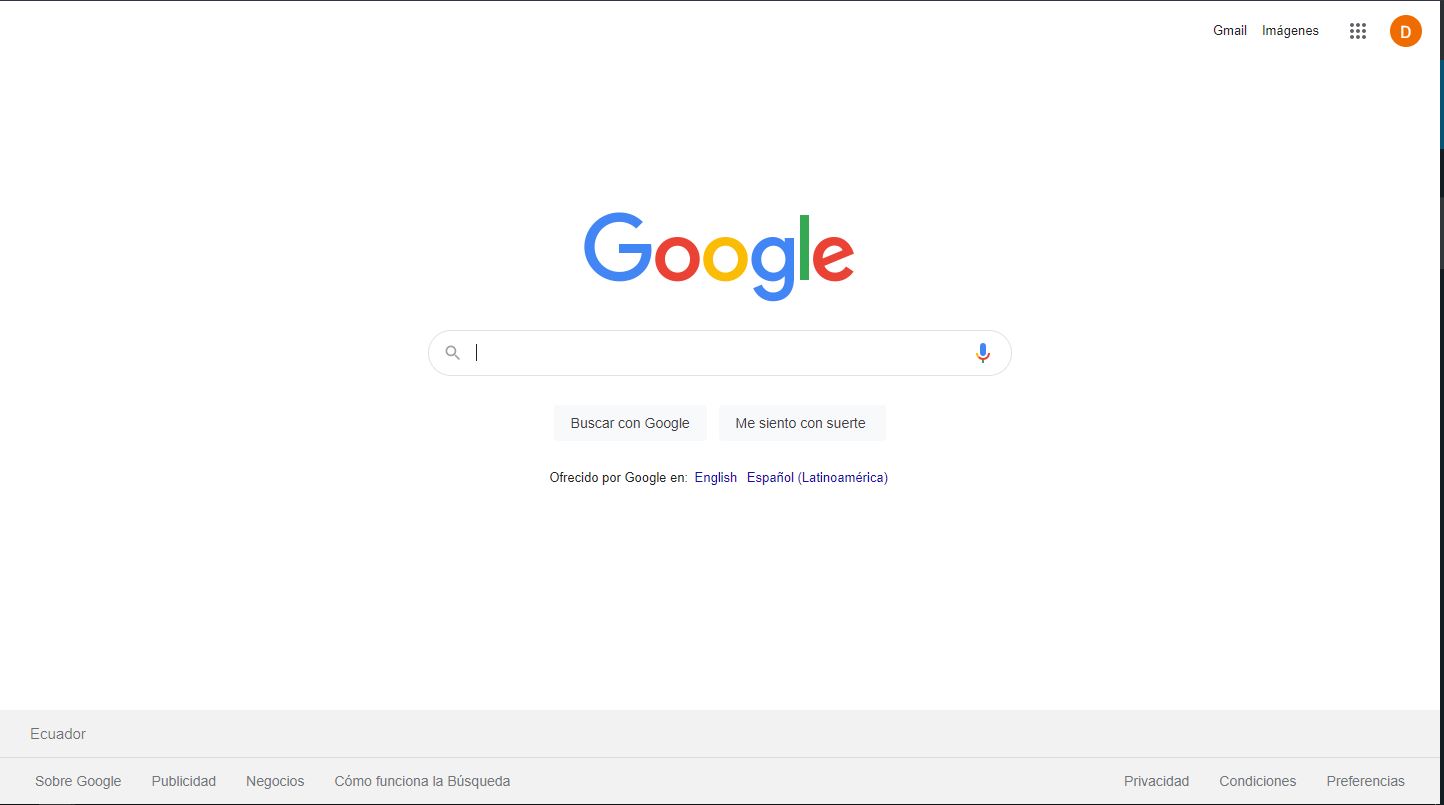 Gmail Imágenes D
Google
Buscar con Google Me siento con suerte
Ofrecido por Google en: English Español (Latinoamérica)
Ecuador
Sobre Google Publicidad Negocios Cómo funciona la Búsqueda Privacidad Condiciones Preferencias